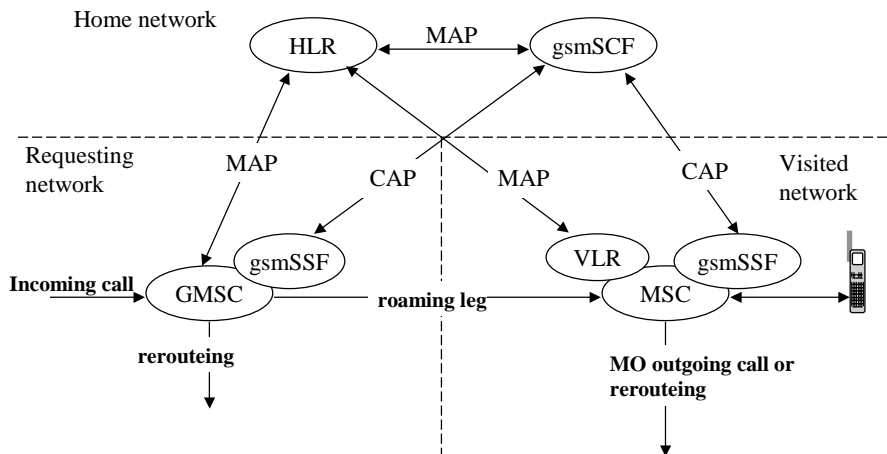 Home network
HLR
MAP
gsmSCF
Requesting
network
MAP
CAP
MAP
CAP
Visited
network
gsmSSF
VLR
gsmSSF
Incoming call
GMSC
roaming leg
MSC
rerouteing
MO outgoing call or
rerouteing